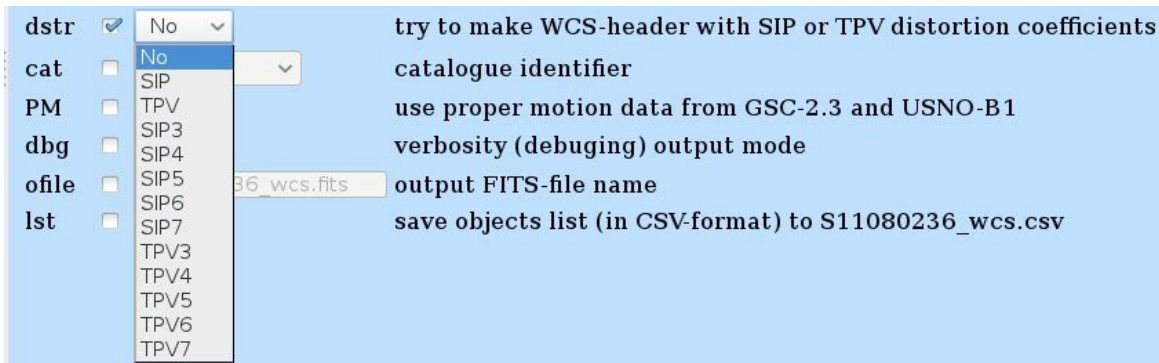 dstr No try to make WCS-header with SIP or TPV distortion coefficients
No
cat catalogue identifier
SIP
TPV
PM use proper motion data from GSC-2.3 and USNO-B1
SIP3
dbg verbosity (debuging) output mode
SIP4
SIP5
ofile 36_wcs.fits output FITS-file name
SIP6
lst save objects list (in CSV-format) to S11080236_wcs.csv
SIP7
TPV3
TPV4
TPV5
TPV6
TPV7